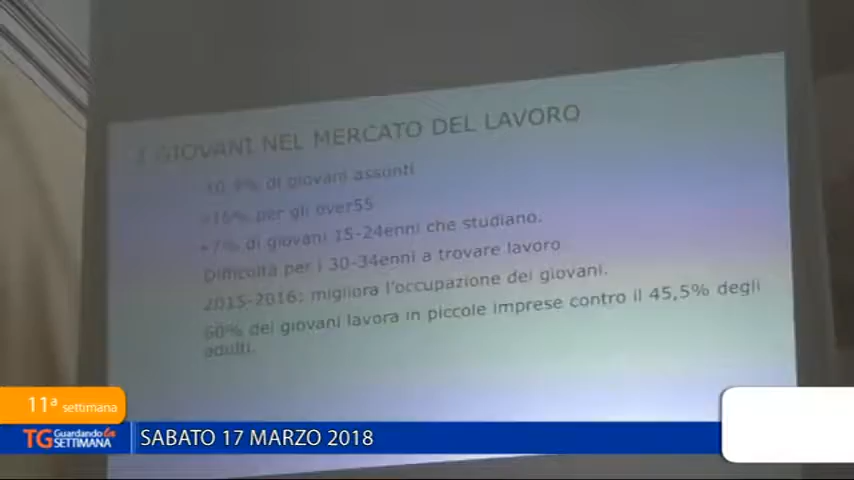 I GIOVANI NEL MERCATO DEL LAVORO
di giovani assunti
+16% per gli over55
+7% di giovani 15-24enni che studiano.
Difficoltà per i 30-34enni a trovare lavoro
2015-2016: migliora l'occupazione dei giovani.
60% dei giovani lavora in piccole imprese contro il 45,5% degli
adulti.
11ª settimana
TG Guardando la
SETTIMANA
SABATO 17 MARZO 2018